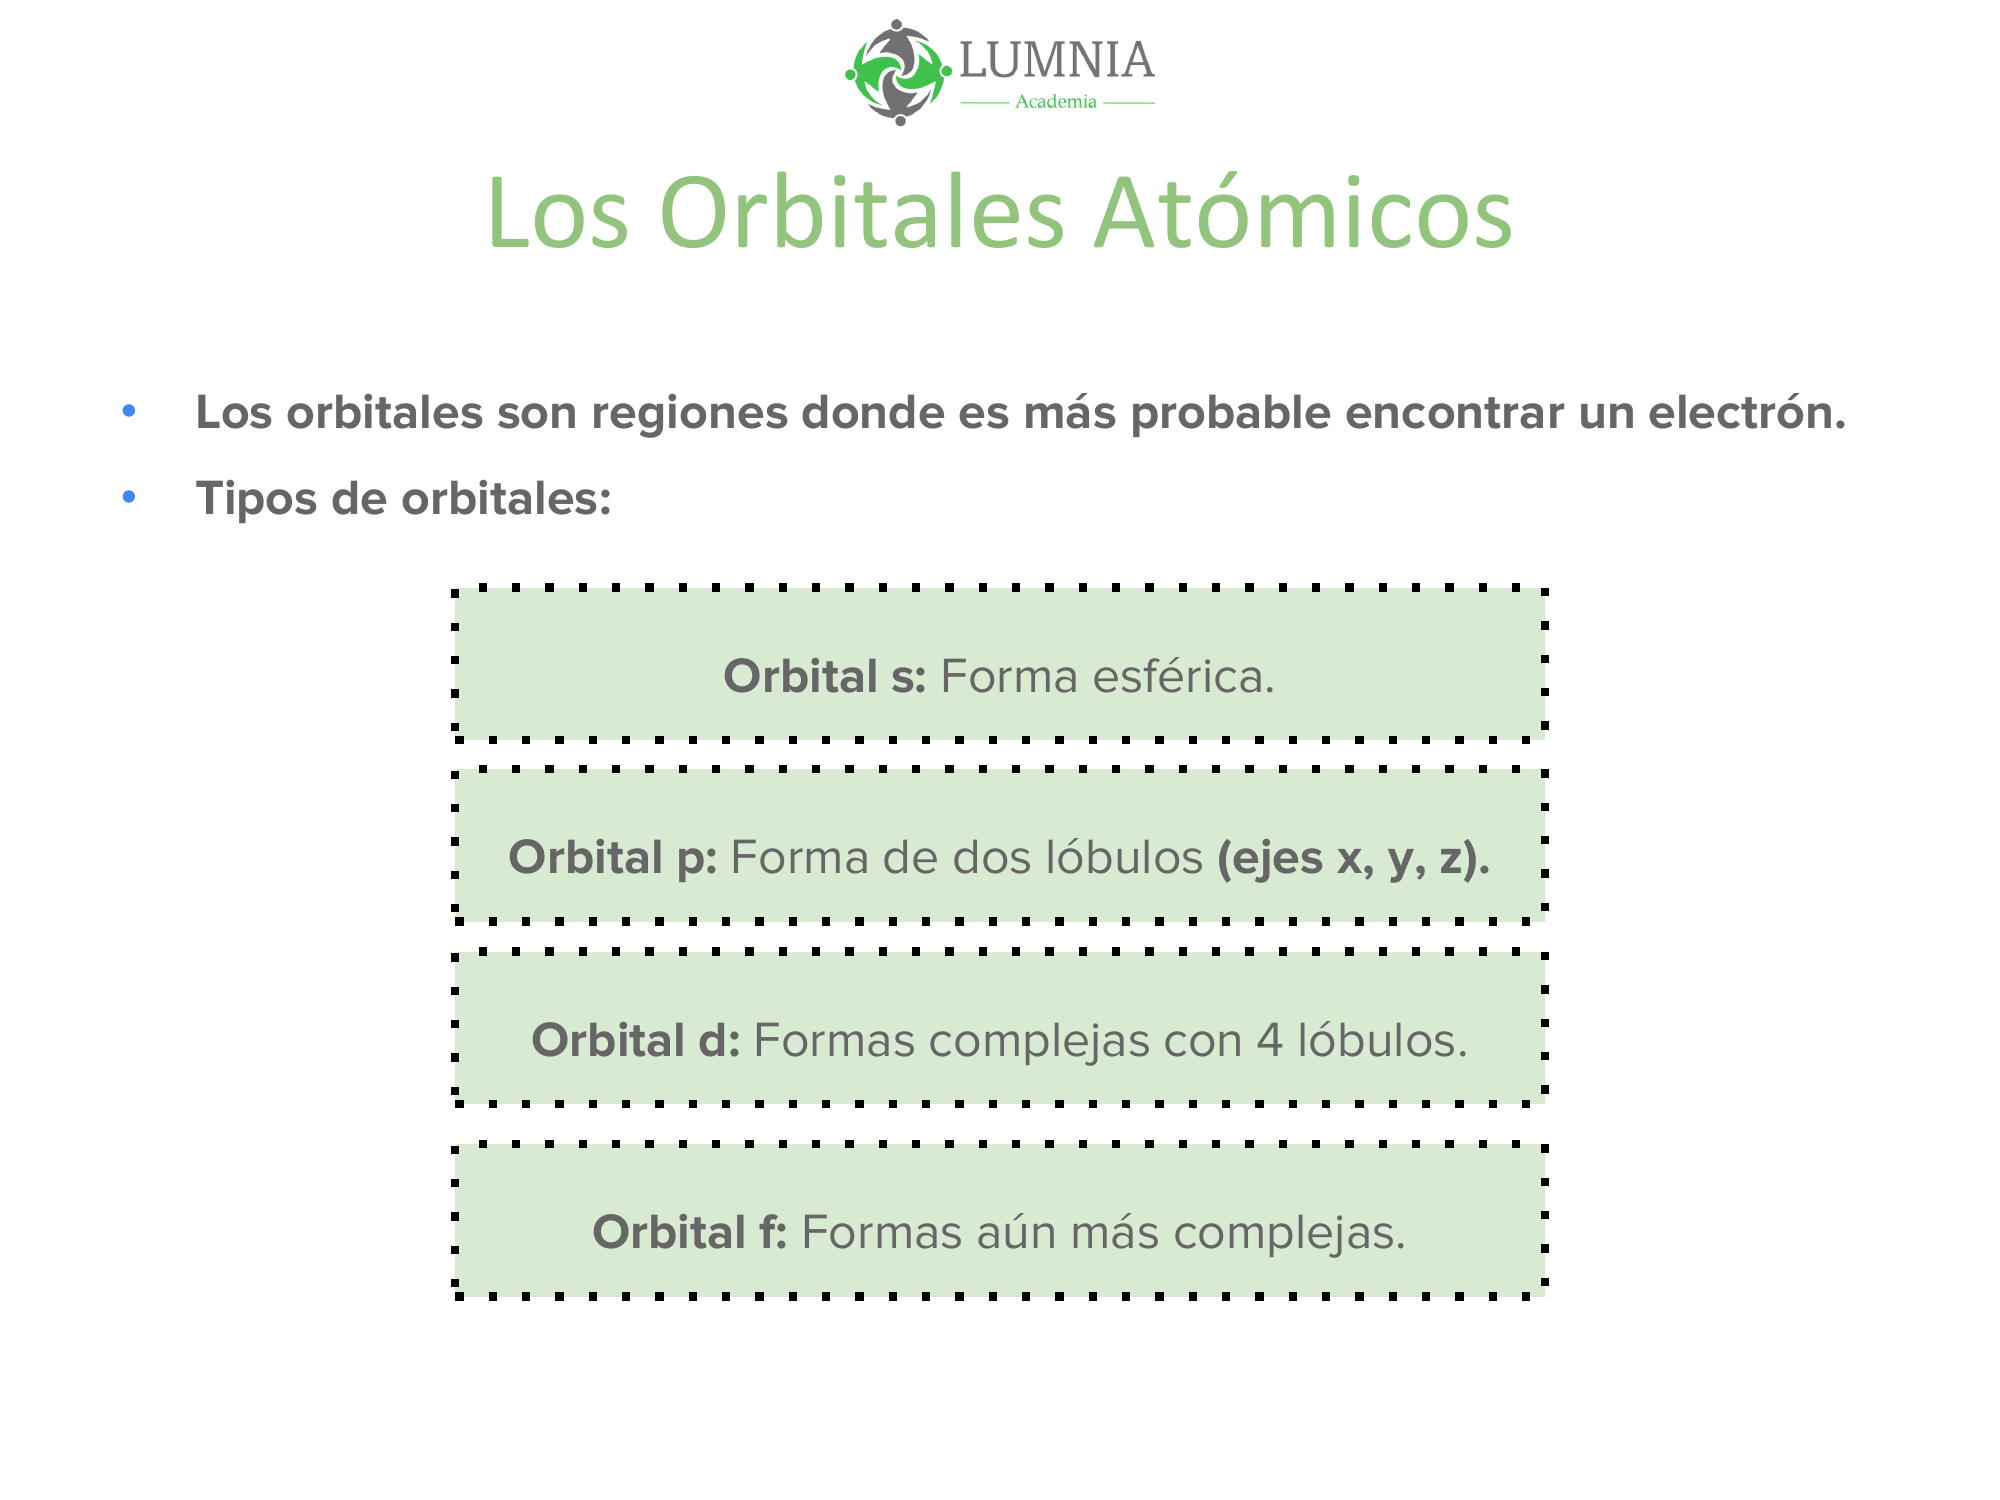 LUMNIA
Academia
Los Orbitales Atómicos
• Los orbitales son regiones donde es más probable encontrar un electrón.
• Tipos de orbitales:
Orbital s: Forma esférica.
Orbital p: Forma de dos lóbulos (ejes x, y, z).
Orbital d: Formas complejas con 4 lóbulos.
Orbital f: Formas aún más complejas.